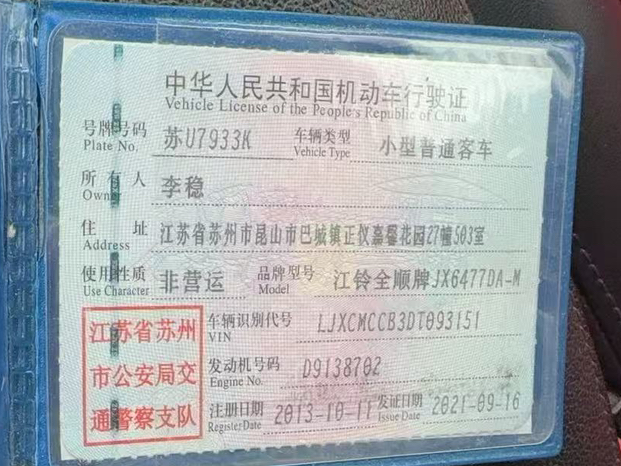 中华人民共和国机动车行驶证
Vehicle License of the People's Republic of China
号牌号码 苏U7933K 车辆类型 小型普通客车
Plate No. Vehicle Type
所有人 李稳
Owner
住址 江苏省苏州市昆山市巴城镇正仪嘉馨花园27幢503室
Address
使用性质 非营运 品牌型号 江铃全顺牌JX6477DA-M
Use Character Model
江苏省苏州 车辆识别代号 LJXCMCCB3DT093151
VIN
市公安局交 发动机号码 D9138702
Engine No.
通警察支队 注册日期 2013-10-11 发证日期 2021-09-16
Register Date Issue Date